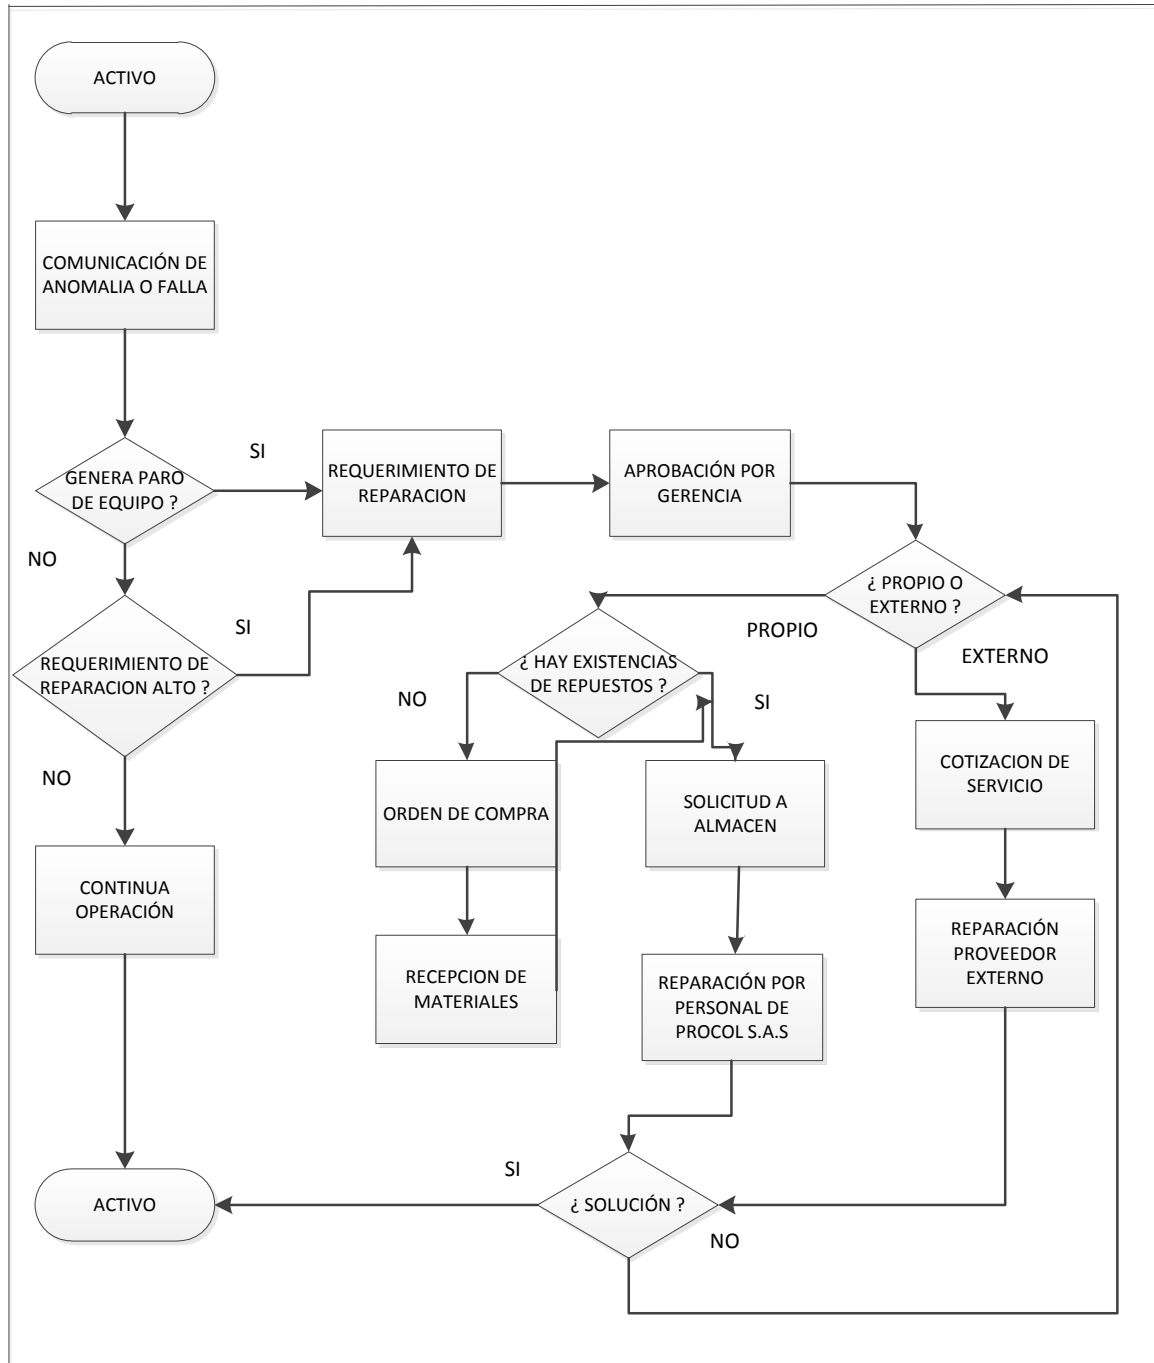 ACTIVO
COMUNICACIÓN DE
ANOMALIA O FALLA
GENERA PARO
DE EQUIPO ?
SI
NO
REQUERIMIENTO DE
REPARACION
APROBACIÓN POR
GERENCIA
¿ PROPIO O
EXTERNO ?
PROPIO
EXTERNO
REQUERIMIENTO DE
REPARACION ALTO ?
SI
NO
¿ HAY EXISTENCIAS
DE REPUESTOS ?
NO
SI
ORDEN DE COMPRA
SOLICITUD A
ALMACEN
COTIZACION DE
SERVICIO
CONTINUA
OPERACIÓN
RECEPCION DE
MATERIALES
REPARACIÓN POR
PERSONAL DE
PROCOL S.A.S
REPARACIÓN
PROVEEDOR
EXTERNO
ACTIVO
SI
¿ SOLUCIÓN ?
NO